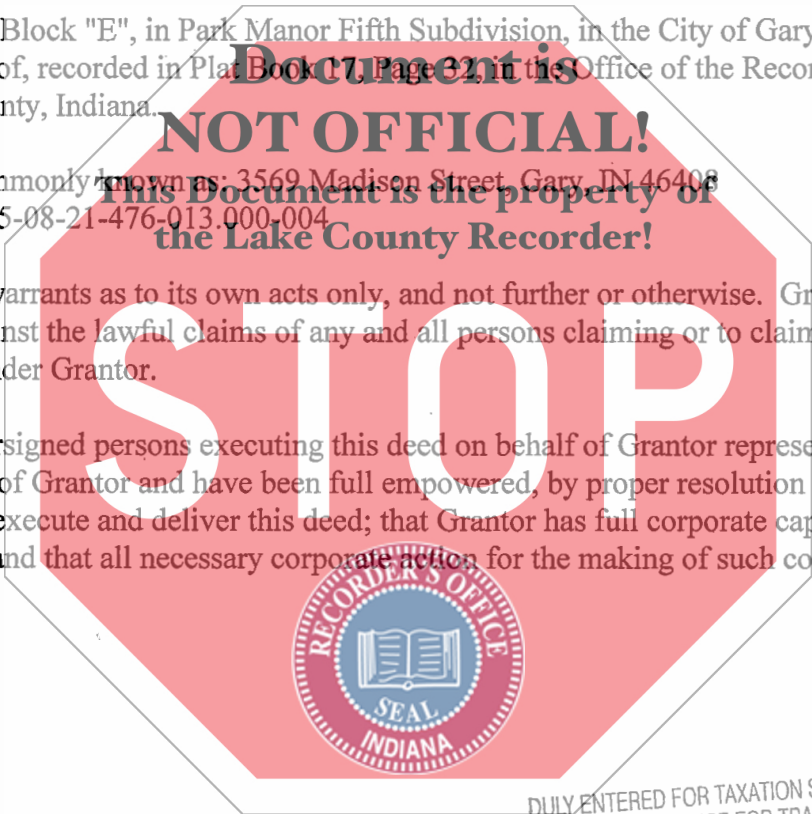 Block "E", in Park Manor Fifth Subdivision, in the City of Gary
Document is
of, recorded in Plat Book 17, Page 32, in the Office of the Recor
nty, Indiana.
NOT OFFICIAL!
mmonly known as: 3569 Madison Street, Gary, IN 46408
This Document is the property of
5-08-21-476-013.000-004
the Lake County Recorder!
arrants as to its own acts only, and not further or otherwise. Gr
STOP
nst the lawful claims of any and all persons claiming or to claim
der Grantor.
rsigned persons executing this deed on behalf of Grantor represe
of Grantor and have been full empowered, by proper resolution
execute and deliver this deed; that Grantor has full corporate cap
nd that all necessary corporate action for the making of such co
RECORDER'S OFFICE
SEAL
INDIANA
DULY ENTERED FOR TAXATION S